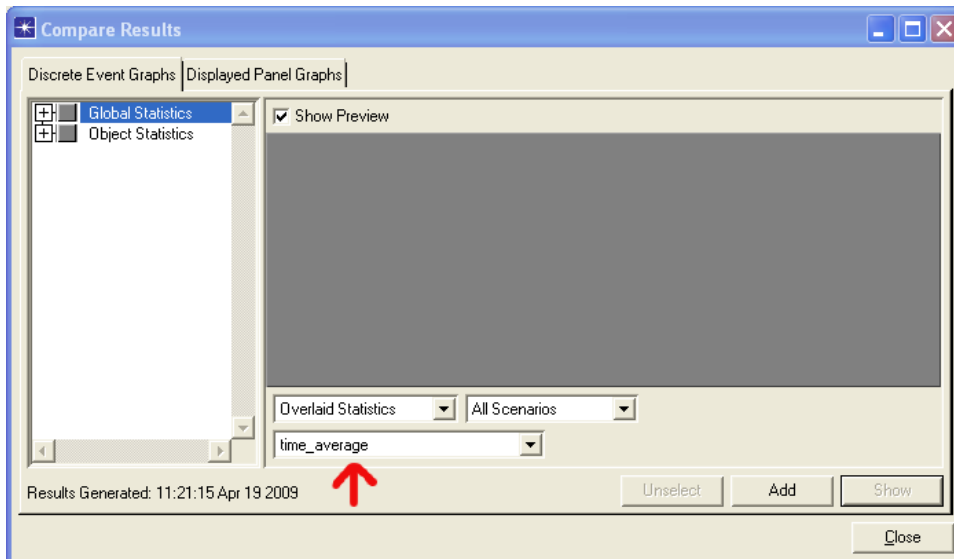 Compare Results
Discrete Event Graphs Displayed Panel Graphs
Global Statistics
Object Statistics
Show Preview
Overlaid Statistics All Scenarios
time_average
Results Generated: 11:21:15 Apr 19 2009 Unselect Add Show
Close